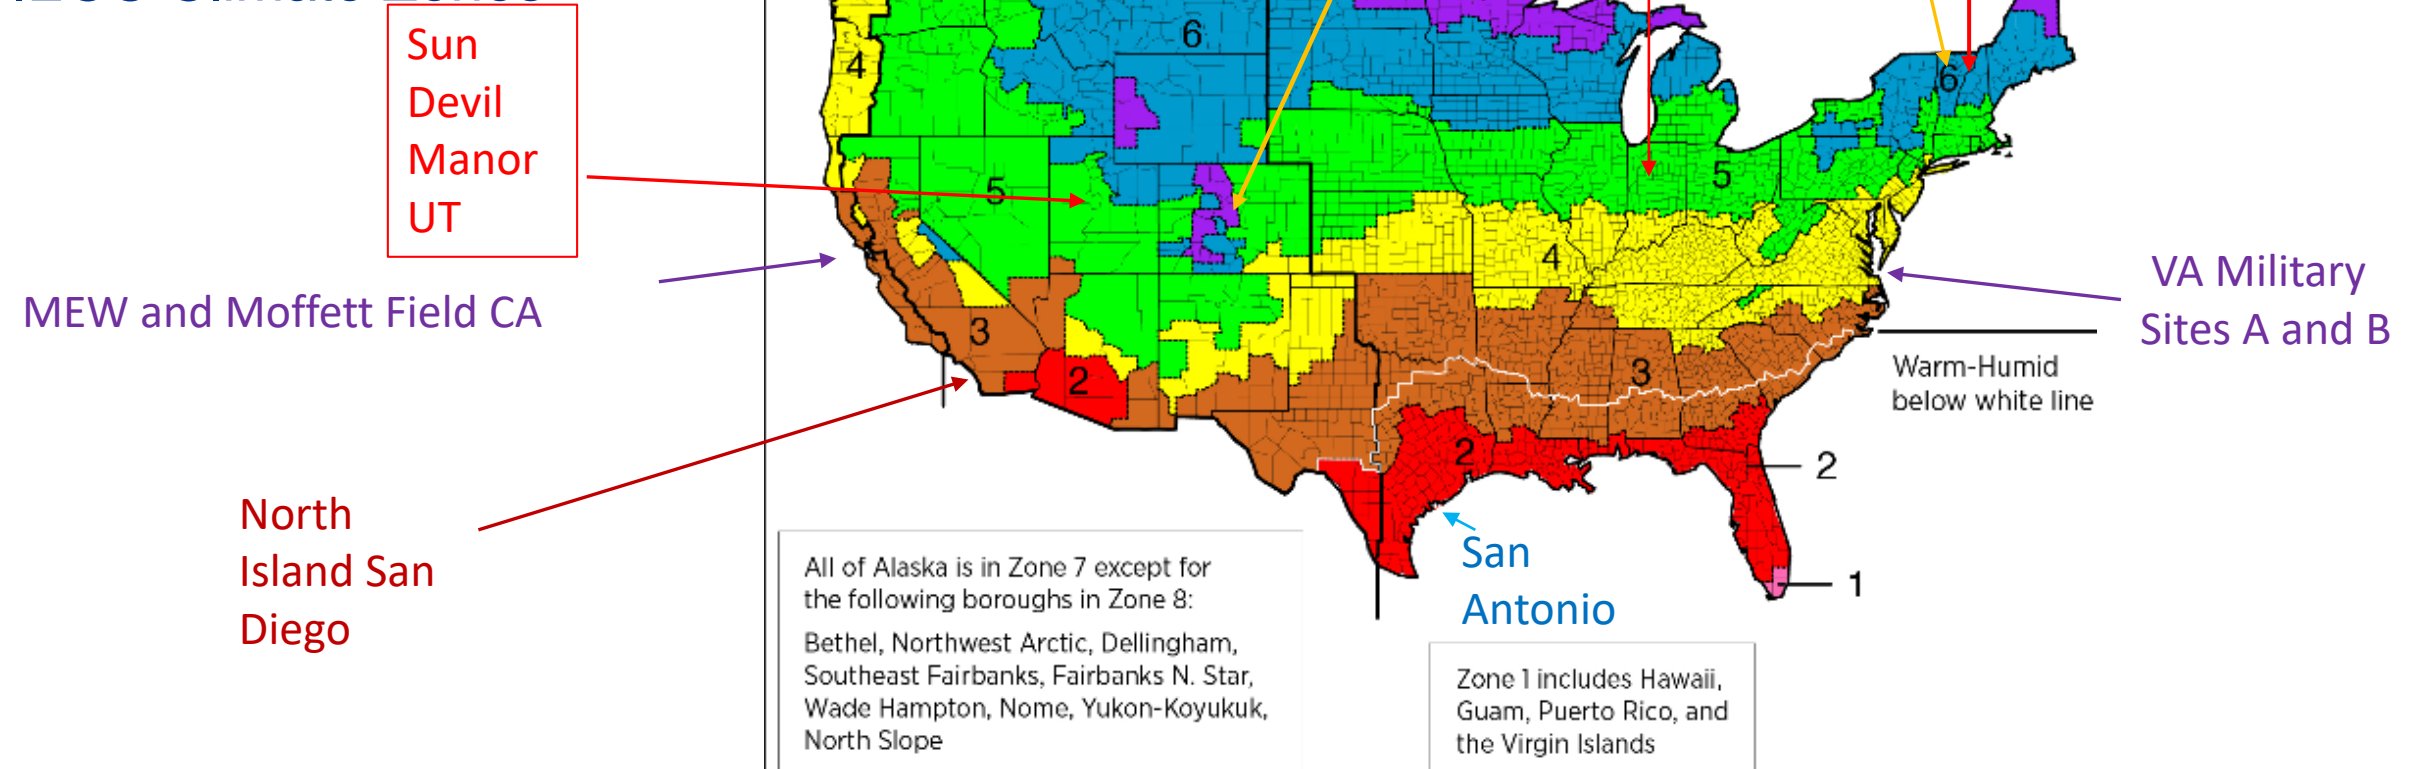 Sun
Devil
Manor
UT
MEW and Moffett Field CA
North
Island San
Diego
VA Military
Sites A and B
San
Antonio
Warm-Humid
below white line
6
4
5
3
2
2
4
3
5
6
2
1
All of Alaska is in Zone 7 except for
the following boroughs in Zone 8:
Bethel, Northwest Arctic, Dellingham,
Southeast Fairbanks, Fairbanks N. Star,
Wade Hampton, Nome, Yukon-Koyukuk,
North Slope
Zone 1 includes Hawaii,
Guam, Puerto Rico, and
the Virgin Islands